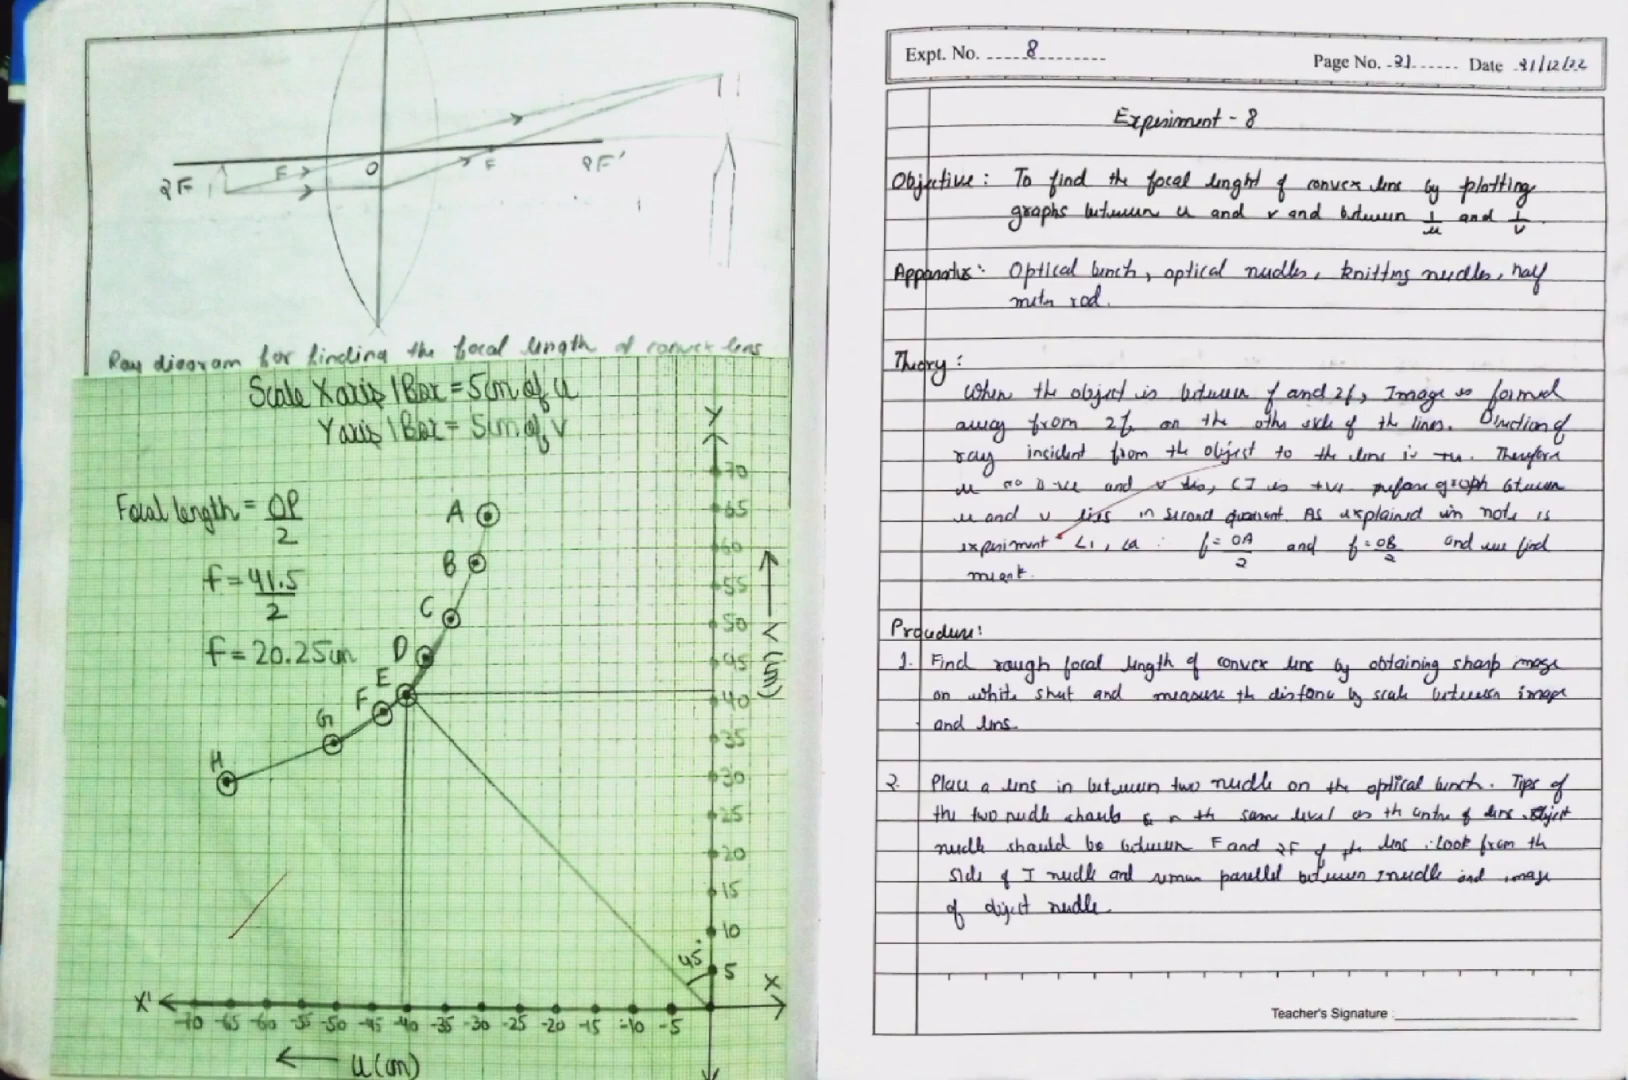 2F
F
O
F
2F'
Ray diagram for finding the focal length of convex lens
Scale X axis 1 Box = 5cm of u
Y axis 1 Box = 5cm of v
Focal length = OP
2
f = 41.5
2
f = 20.25cm
Y
70
65
60
55
50
45
40
35
30
25
20
15
10
5
v (cm)
A
B
C
D
E
F
G
H
45°
X
X'
-70 -65 -60 -55 -50 -45 -40 -35 -30 -25 -20 -15 -10 -5
u (cm)
Expt. No. 8
Page No. 21 Date 21/12/22
Experiment - 8
Objective : To find the focal lenght of convex lens by plotting
graphs between u and v and between 1/u and 1/v.
Apparatus : Optical bench, optical needles, knitting needles, half
meter rod.
Theory :
When the object is between f and 2f, Image is formed
away from 2f on the other side of the lines. Direction of
ray incident from the object to the lens is +ve. Therefore
u and v lies in second As explained in note is
experiment L1, f = OA/2 and f = OB/2 and we find
Procedure :
1. Find rough focal length of convex lens by obtaining sharp image
on white sheet and measure the distance by scale between image
and lens.
2. Place a lens in between two needle on the optical bench. Tips of
the two needle same level as the centre of lens. Object
needle should be between F and 2F of the lens. Look from the
side of I needle and between I needle and image
of object needle.
Teacher's Signature :